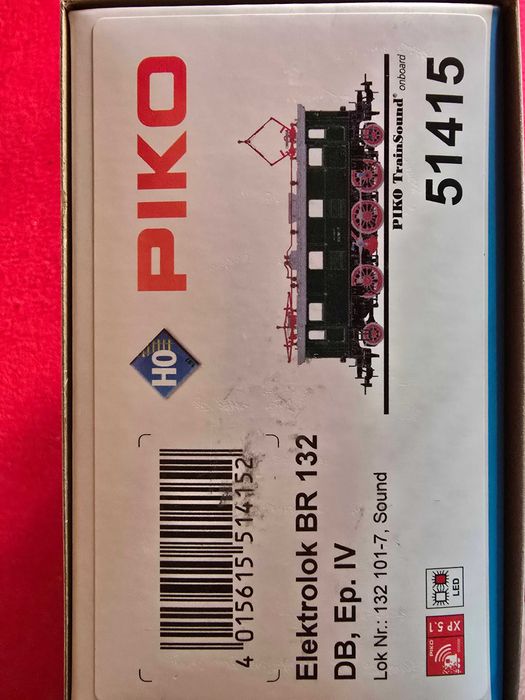 PIKO
H0
PIKO TrainSound® onboard
51415
4 015615 514152
Elektrolok BR 132
DB, Ep. IV
Lok Nr.: 132 101-7, Sound
PIKO
XP 5.1
LED